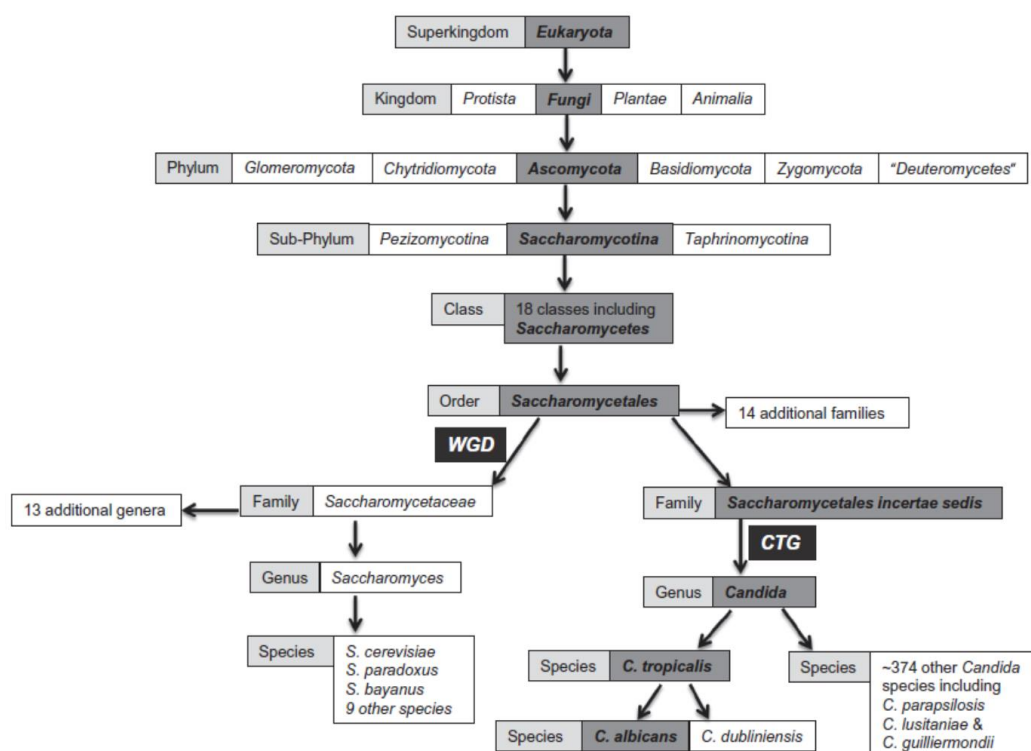 Superkingdom Eukaryota
Kingdom Protista Fungi Plantae Animalia
Phylum Glomeromycota Chytridiomycota Ascomycota Basidiomycota Zygomycota "Deuteromycetes"
Sub-Phylum Pezizomycotina Saccharomycotina Taphrinomycotina
Class 18 classes including
Saccharomycetes
Order Saccharomycetales
14 additional families
WGD
13 additional genera
Family Saccharomycetaceae
Family Saccharomycetales incertae sedis
CTG
Genus Saccharomyces
Genus Candida
Species S. cerevisiae
S. paradoxus
S. bayanus
9 other species
Species C. tropicalis
Species ~374 other Candida
species including
C. parapsilosis
C. lusitaniae &
C. guilliermondii
Species C. albicans C. dubliniensis